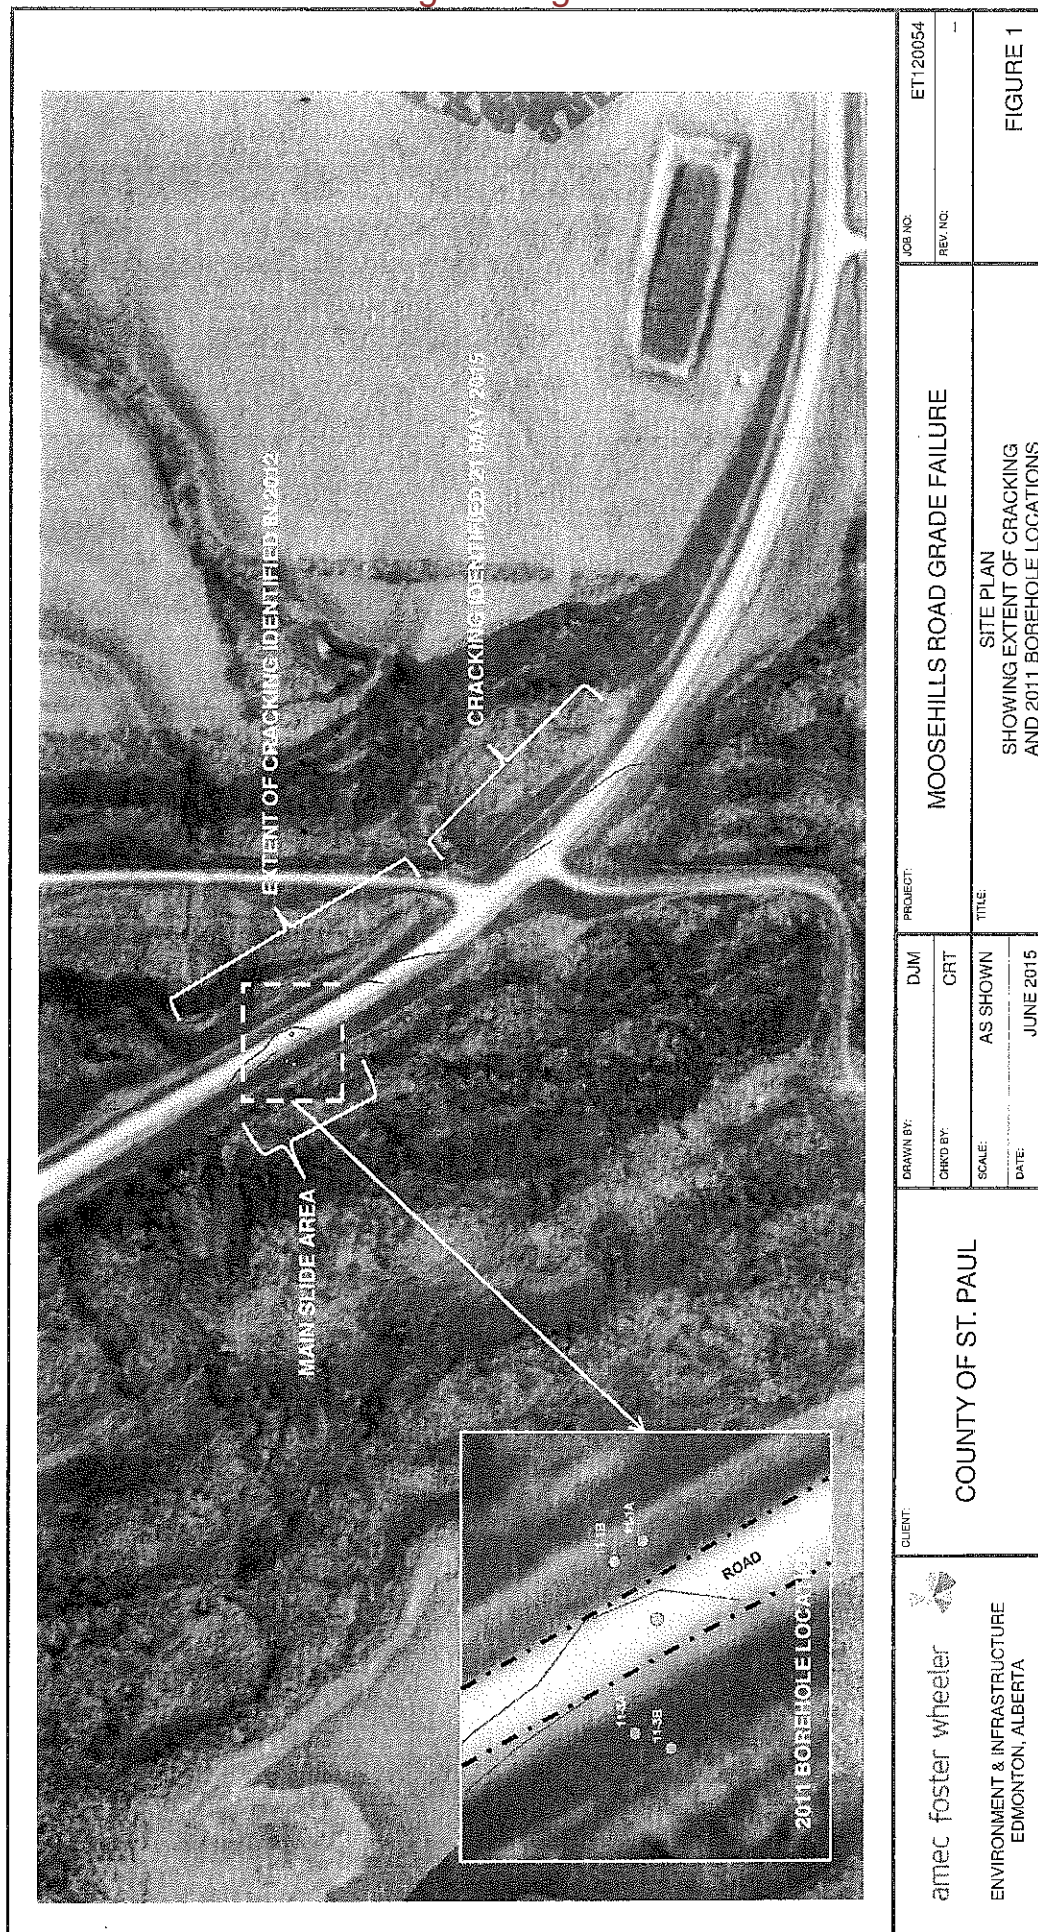 EXTENT OF CRACKING IDENTIFIED IN 2012
CRACKING IDENTIFIED 21 MAY 2015
MAIN SLIDE AREA
11-1B
11-1A
ROAD
11-3B
2011 BOREHOLE
amec foster wheeler
ENVIRONMENT & INFRASTRUCTURE
EDMONTON, ALBERTA
CLIENT:
COUNTY OF ST. PAUL
DRAWN BY:
DJM
CHK'D BY:
CRT
SCALE:
AS SHOWN
DATE:
JUNE 2015
PROJECT:
MOOSEHILLS ROAD GRADE FAILURE
TITLE:
SITE PLAN
SHOWING EXTENT OF CRACKING
AND 2011 BOREHOLE LOCATIONS
JOB NO:
ET120054
REV. NO:
--
FIGURE 1